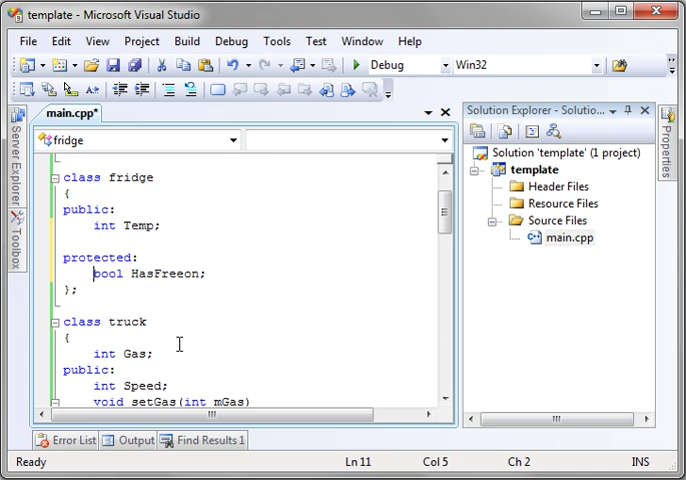 template - Microsoft Visual Studio
File Edit View Project Build Debug Tools Test Window Help
Debug Win32
main.cpp*
Solution Explorer - Solutio...
fridge
Server Explorer
Toolbox
Properties
class fridge
{
public:
int Temp;
protected:
bool HasFreeon;
};
class truck
{
int Gas;
public:
int Speed;
void setGas(int mGas)
Solution 'template' (1 project)
template
Header Files
Resource Files
Source Files
main.cpp
Error List Output Find Results 1
Ready Ln 11 Col 5 Ch 2 INS